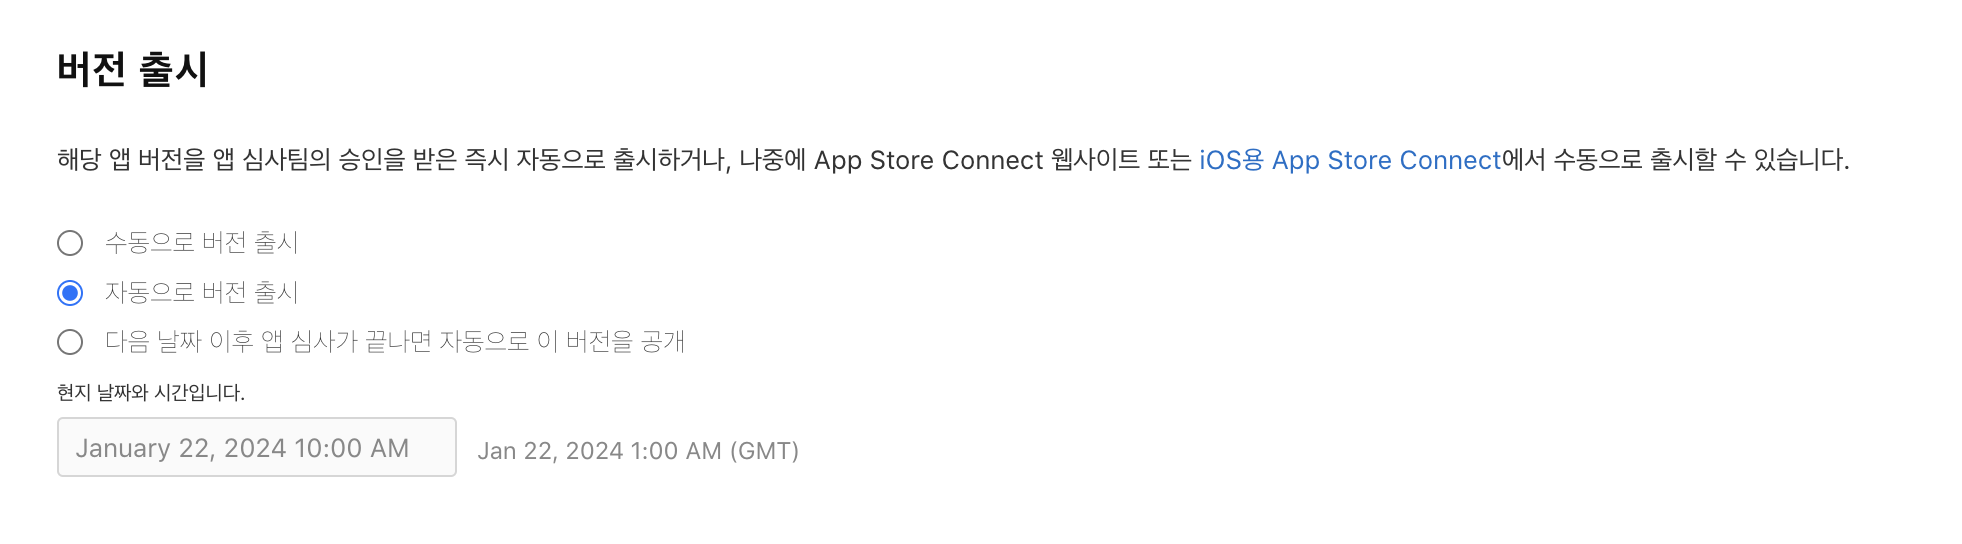 버전 출시
해당 앱 버전을 앱 심사팀의 승인을 받은 즉시 자동으로 출시하거나, 나중에 App Store Connect 웹사이트 또는 iOS용 App Store Connect에서 수동으로 출시할 수 있습니다.
수동으로 버전 출시
자동으로 버전 출시
다음 날짜 이후 앱 심사가 끝나면 자동으로 이 버전을 공개
현지 날짜와 시간입니다.
January 22, 2024 10:00 AM Jan 22, 2024 1:00 AM (GMT)